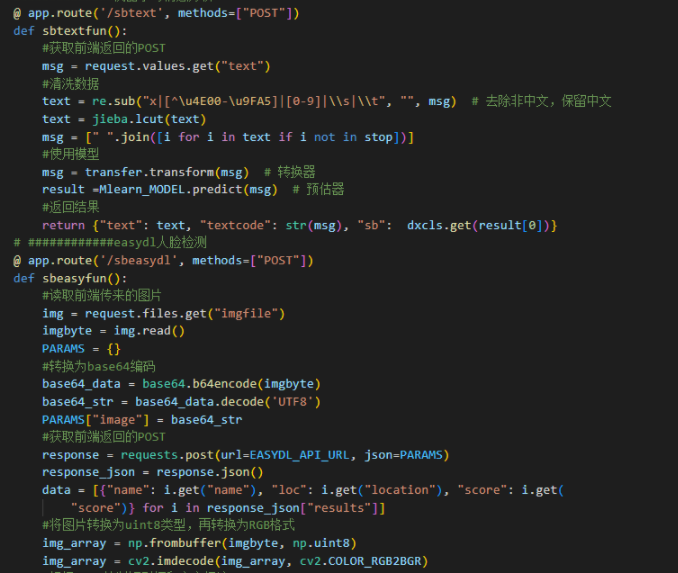 @ app.route('/sbtext', methods=["POST"])
def sbtextfun():
    #获取前端返回的POST
    msg = request.values.get("text")
    #清洗数据
    text = re.sub("x|[^\u4E00-\u9FA5]|[0-9]|\\s|\\t", "", msg)  # 去除非中文，保留中文
    text = jieba.lcut(text)
    msg = [" ".join([i for i in text if i not in stop])]
    #使用模型
    msg = transfer.transform(msg)  # 转换器
    result =Mlearn_MODEL.predict(msg)  # 预估器
    #返回结果
    return {"text": text, "textcode": str(msg), "sb":  dxcls.get(result[0])}
# ############easydl人脸检测
@ app.route('/sbeasydl', methods=["POST"])
def sbeasyfun():
    #读取前端传来的图片
    img = request.files.get("imgfile")
    imgbyte = img.read()
    PARAMS = {}
    #转换为base64编码
    base64_data = base64.b64encode(imgbyte)
    base64_str = base64_data.decode('UTF8')
    PARAMS["image"] = base64_str
    #获取前端返回的POST
    response = requests.post(url=EASYDL_API_URL, json=PARAMS)
    response_json = response.json()
    data = [{"name": i.get("name"), "loc": i.get("location"), "score": i.get(
        "score")} for i in response_json["results"]]
    #将图片转换为uint8类型，再转换为RGB格式
    img_array = np.frombuffer(imgbyte, np.uint8)
    img_array = cv2.imdecode(img_array, cv2.COLOR_RGB2BGR)